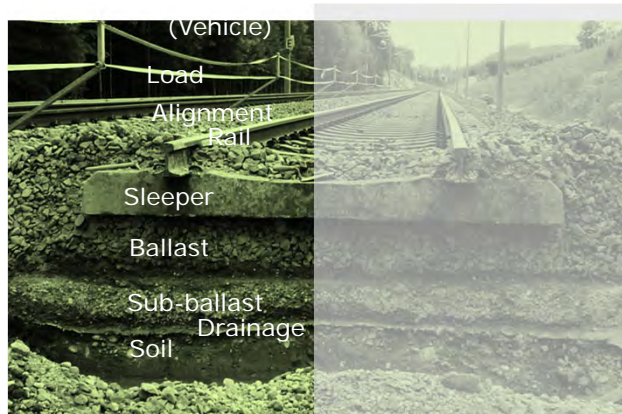 (Vehicle)
Load
Alignment
Rail
Sleeper
Ballast
Sub-ballast
Drainage
Soil